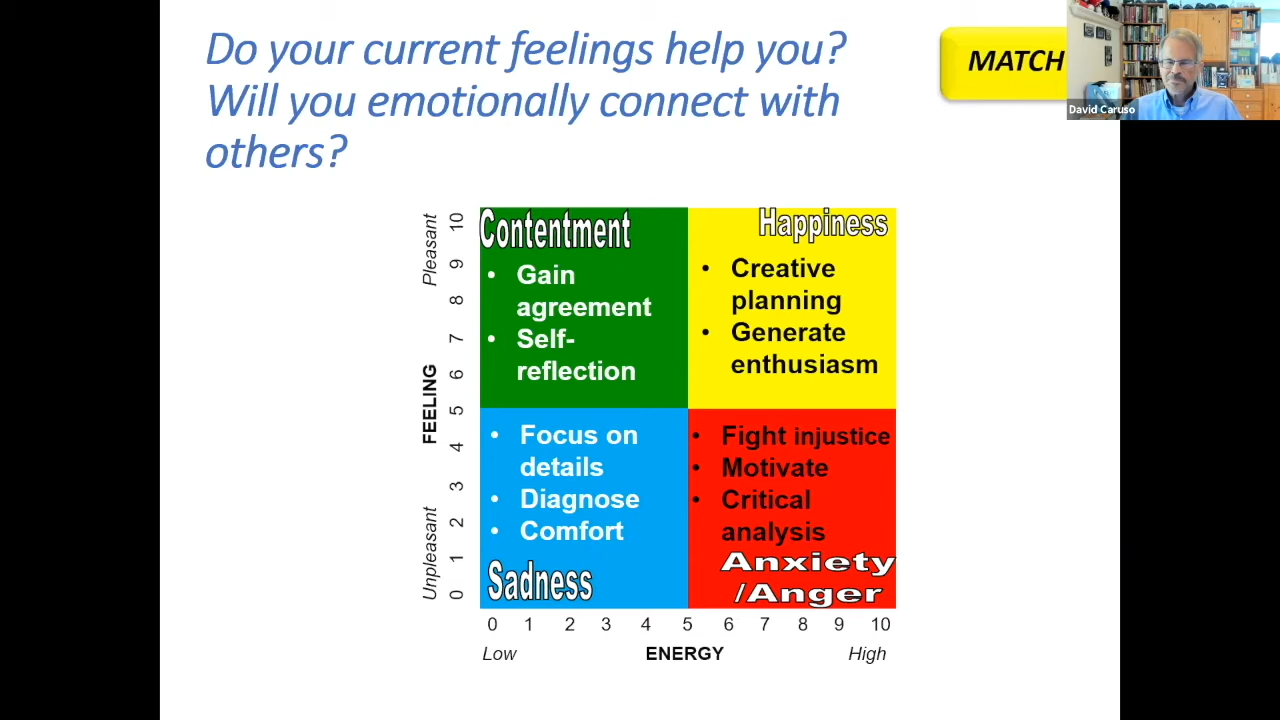 Do your current feelings help you?
Will you emotionally connect with
others?
MATCH
David Caruso
Contentment
• Gain
agreement
• Self-
reflection
Happiness
• Creative
planning
• Generate
enthusiasm
• Focus on
details
• Diagnose
• Comfort
Sadness
• Fight injustice
• Motivate
• Critical
analysis
Anxiety
/Anger
Pleasant
FEELING
Unpleasant
10
9
8
7
6
5
4
3
2
1
0
0 1 2 3 4 5 6 7 8 9 10
Low ENERGY High